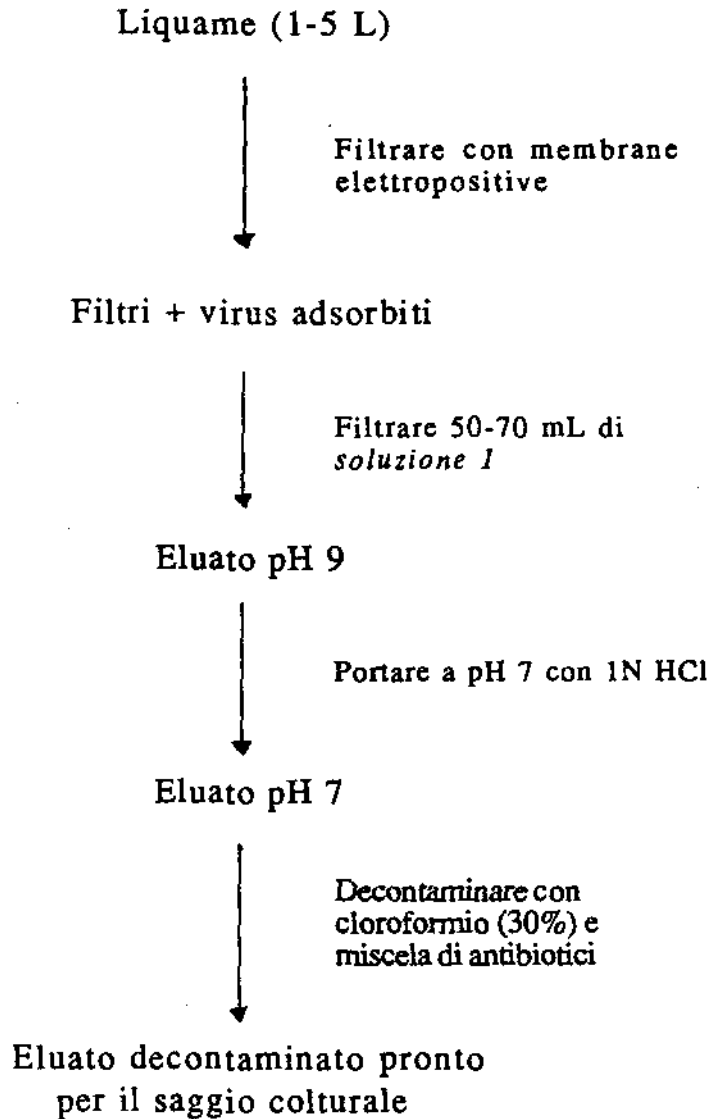 Liquame (1-5 L)
Filtrare con membrane
elettropositive
Filtri + virus adsorbiti
Filtrare 50-70 mL di
soluzione 1
Eluato pH 9
Portare a pH 7 con 1N HCl
Eluato pH 7
Decontaminare con
cloroformio (30%) e
miscela di antibiotici
Eluato decontaminato pronto
per il saggio colturale